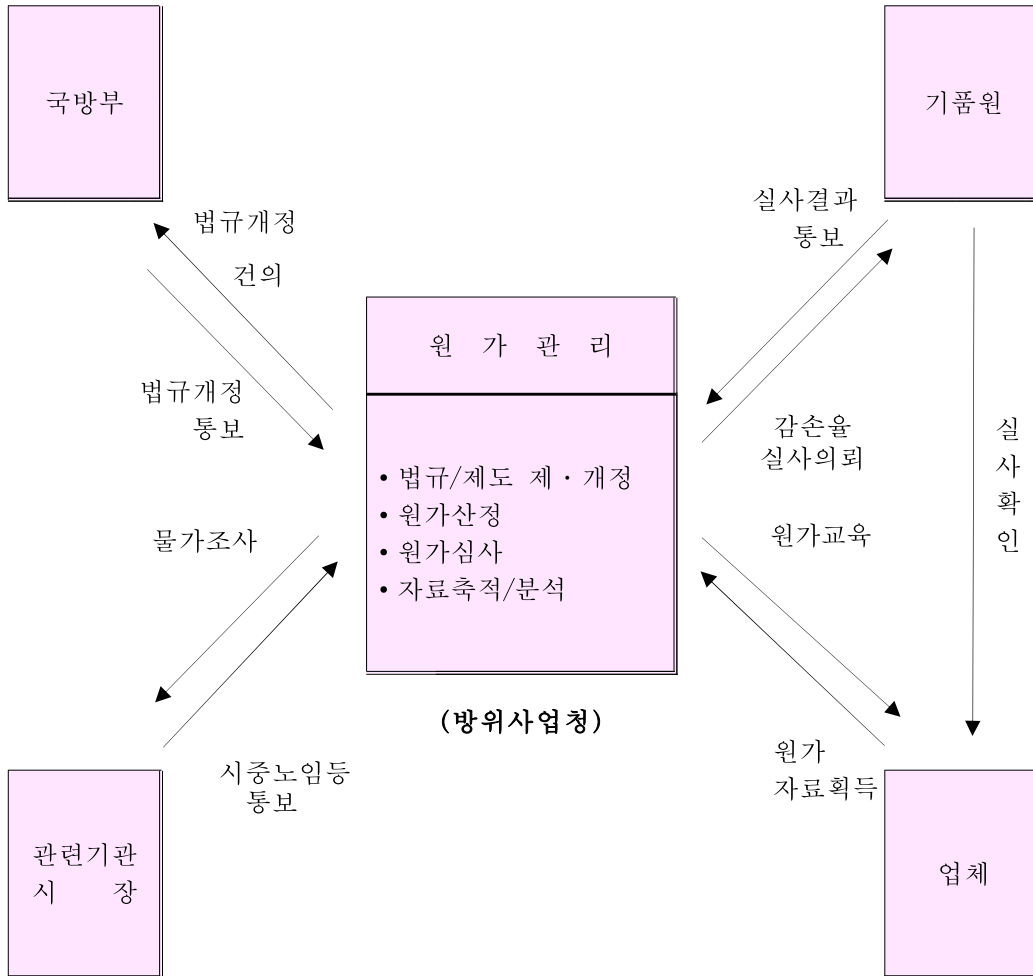 국방부
기품원
법규개정
건의
실사결과
통보
원 가 관 리
법규개정
통보
감손율
실사의뢰
실
사
확
인
• 법규/제도 제·개정
• 원가산정
• 원가심사
• 자료축적/분석
물가조사
원가교육
(방위사업청)
시중노임등
통보
원가
자료획득
관련기관
시 장
업체